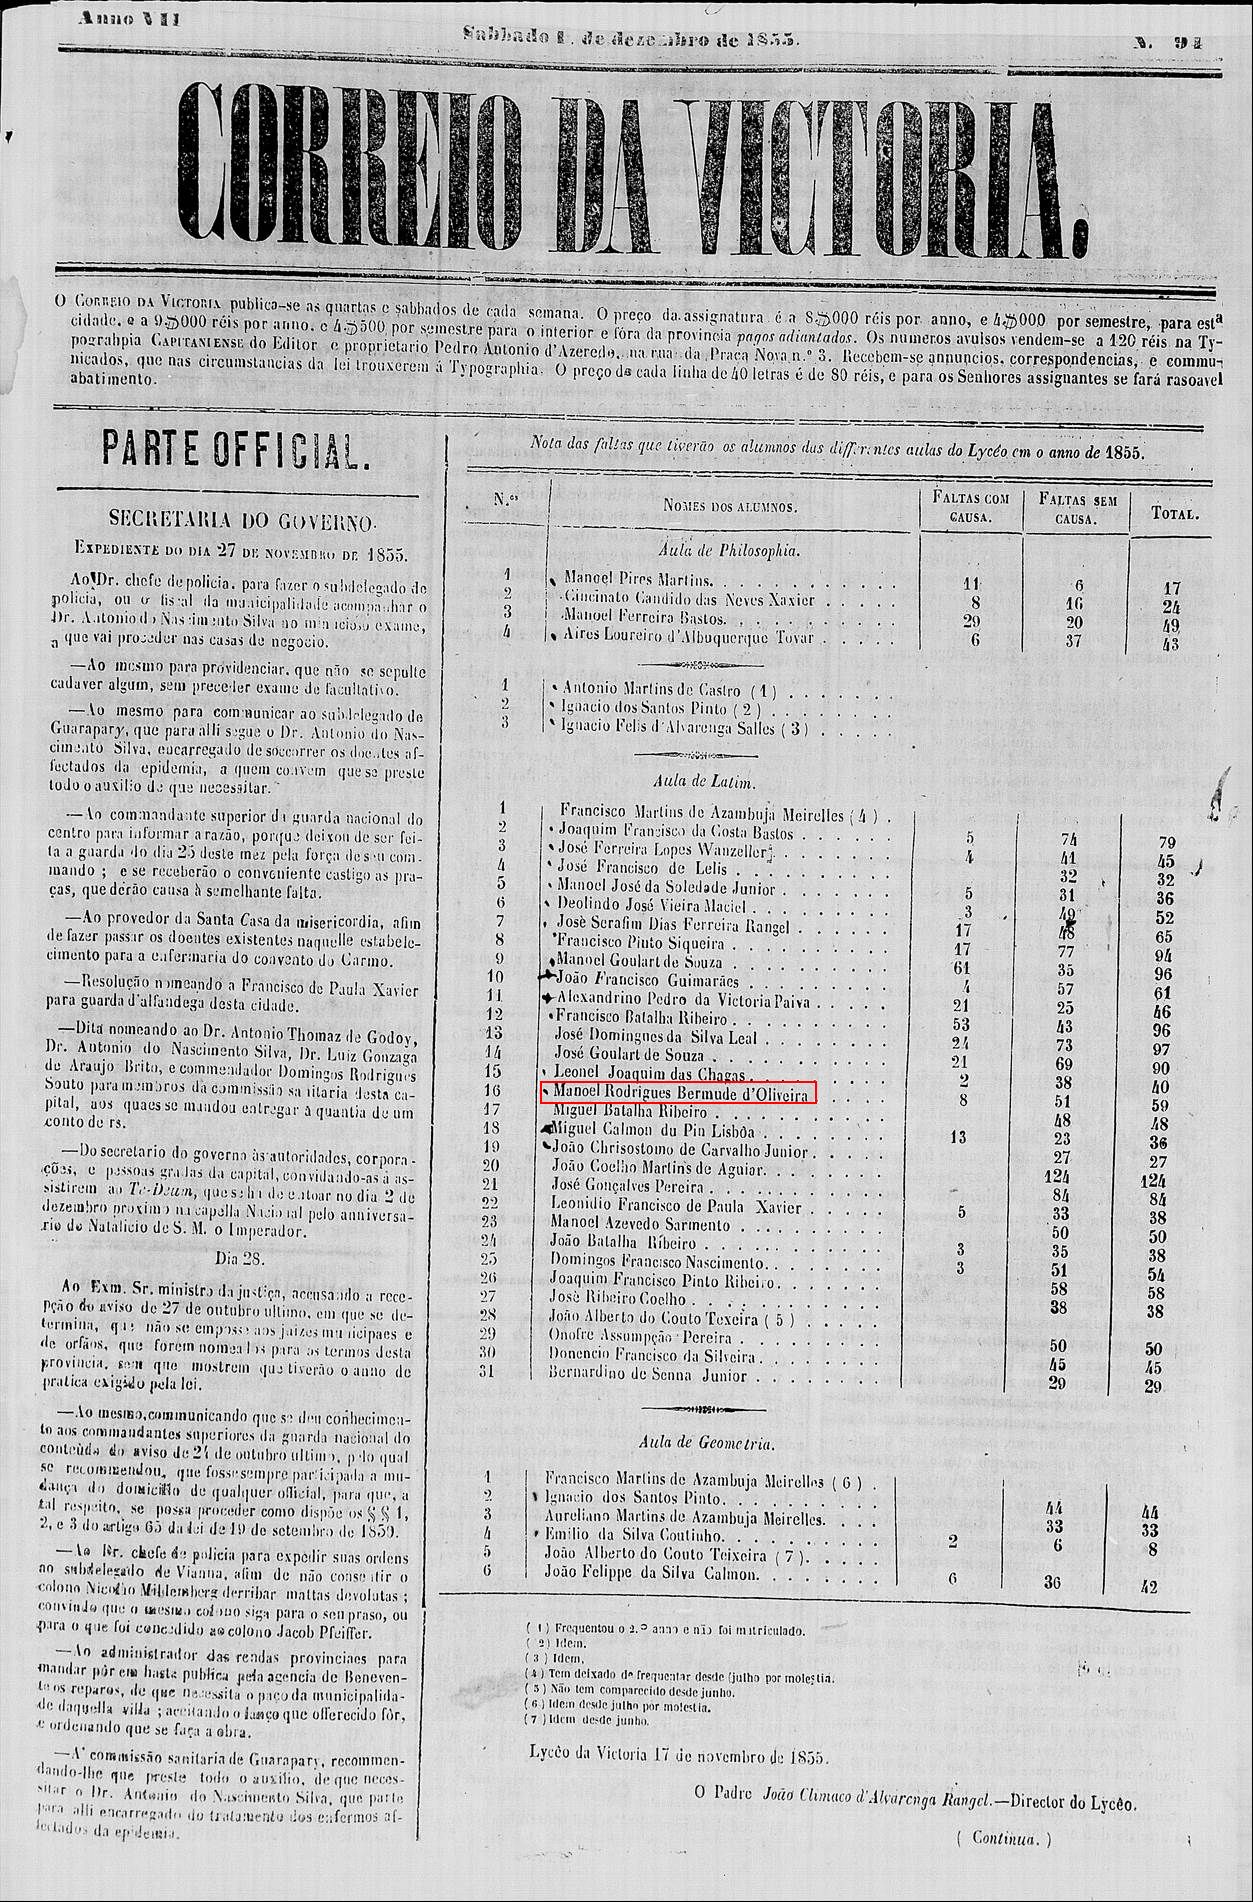 Anno VII
Sabbado 1. de dezembro de 1855.
N. 94
CORREIO DA VICTORIA.
O CORREIO DA VICTORIA publica-se as quartas e sabbados de cada semana. O preço da assignatura é a 8$000 réis por anno, e 4$000 por semestre, para estª
cidade, e a 9$000 réis por anno, e 4$500 por semestre para o interior e fóra da provincia pagos adiantados. Os numeros avulsos vendem-se a 120 réis na Ty-
pograhpia CAPITANIENSE do Editor e proprietario Pedro Antonio d'Azeredo, na rua da Praça Nova n.º 3. Recebem-se annuncios, correspondencias, e commu-
nicados, que nas circumstancias da lei trouxerem á Typographia. O preço de cada linha de 40 letras é de 80 réis, e para os Senhores assignantes se fará rasoavel
abatimento.
PARTE OFFICIAL.
SECRETARIA DO GOVERNO.
EXPEDIENTE DO DIA 27 DE NOVEMBRO DE 1855.
Ao Dr. chefe de policia, para fazer o subdelegado de
policia, ou o fiscal da municipalidade acompanhar o
Dr. Antonio do Nascimento Silva no minucioso exame,
a que vai proceder nas casas de negocio.
—Ao mesmo para providenciar, que não se sepulte
cadaver algum, sem preceder exame de facultativo.
—Ao mesmo para communicar ao subdelegado de
Guarapary, que para alli segue o Dr. Antonio do Nas-
cimento Silva, encarregado de soccorrer os doentes af-
fectados da epidemia, a quem convem que se preste
todo o auxilio de que necessitar.
—Ao commandante superior da guarda nacional do
centro para informar a razão, porque deixou de ser fei-
ta a guarda do dia 25 deste mez pela força de seu com-
mando ; e se receberão o conveniente castigo as pra-
ças, que derão causa à semelhante falta.
—Ao provedor da Santa Casa da misericordia, afim
de fazer passar os doentes existentes naquelle estabele-
cimento para a enfermaria do convento do Carmo.
—Resolução nomeando a Francisco de Paula Xavier
para guarda d'alfandega desta cidade.
—Dita nomeando ao Dr. Antonio Thomaz de Godoy,
Dr. Antonio do Nascimento Silva, Dr. Luiz Gonzaga
de Araujo Brito, e commendador Domingos Rodrigues
Souto para membros da commissão sanitaria desta ca-
pital, aos quaes se mandou entregar á quantia de um
conto de rs.
—Do secretario do governo ás autoridades, corpora-
ções, e pessoas gradas da capital, convidando-as á as-
sistirem ao Te-Deum, que se ha de entoar no dia 2 de
dezembro proximo na capella Nacional pelo anniversa-
rio do Natalicio de S. M. o Imperador.
Dia 28.
Ao Exm. Sr. ministro da justiça, accusando a rece-
pção do aviso de 27 de outubro ultimo, em que se de-
termina, que não se emposse aos juizes municipaes e
de orfãos, que forem nomeados para os termos desta
provincia, sem que mostrem que tiverão o anno de
pratica exigido pela lei.
—Ao mesmo, communicando que se deu conhecimen-
to aos commandantes superiores da guarda nacional do
conteúdo do aviso de 24 de outubro ultimo, pelo qual
se recommendou, que fosse sempre participada a mu-
dança do domicilio de qualquer official, para que, a
tal respeito, se possa proceder como dispõe os § § 1,
2, e 3 do artigo 65 da lei de 19 de setembro de 1850.
—Ao Dr. chefe de policia para expedir suas ordens
ao subdelegado de Vianna, afim de não consentir o
colono Nicoláo Mildemberg derribar mattas devolutas ;
convindo que o mesmo colono siga para o seu praso, ou
para o que foi concedido ao colono Jacob Pfeiffer.
—Ao administrador das rendas provinciaes para
mandar pôr em hasta publica pela agencia de Beneven-
te os reparos, de que necessita o paço da municipalida-
de daquella villa ; aceitando o lanço que offerecido fôr,
e ordenando que se faça a obra.
—A' commissão sanitaria de Guarapary, recommen-
dando-lhe que preste todo o auxilio, de que neces-
sitar o Dr. Antonio do Nascimento Silva, que parte
para alli encarregado do tratamento dos enfermos af-
fectados da epidemia.
Nota das faltas que tiverão os alumnos das differentes aulas do Lycêo em o anno de 1855.
N.ºs NOMES DOS ALUMNOS. FALTAS COM CAUSA. FALTAS SEM CAUSA. TOTAL.
Aula de Philosophia.
1 Manoel Pires Martins. 11 6 17
2 Cincinato Candido das Neves Xaxier 8 16 24
3 Manoel Ferreira Bastos. 29 20 49
4 Aires Loureiro d'Albuquerque Tovar 6 37 43
1 Antonio Martins de Castro ( 1 )
2 Ignacio dos Santos Pinto ( 2 )
3 Ignacio Felis d'Alvarenga Salles ( 3 )
Aula de Latim.
1 Francisco Martins de Azambuja Meirelles ( 4 )
2 Joaquim Francisco da Costa Bastos 5 74 79
3 José Ferreira Lopes Wanzeller 4 41 45
4 José Francisco de Lelis 32 32
5 Manoel José da Soledade Junior 5 31 36
6 Deolindo José Vieira Maciel 3 49 52
7 Josè Serafim Dias Ferreira Rangel 17 48 65
8 Francisco Pinto Siqueira 17 77 94
9 Manoel Goulart de Souza 61 35 96
10 João Francisco Guimarães 4 57 61
11 Alexandrino Pedro da Victoria Paiva 21 25 46
12 Francisco Batalha Ribeiro 53 43 96
13 José Domingues da Silva Leal 24 73 97
14 José Goulart de Souza 21 69 90
15 Leonel Joaquim das Chagas 2 38 40
16 Manoel Rodrigues Bermude d'Oliveira 8 51 59
17 Miguel Batalha Ribeiro 48 48
18 Miguel Calmon du Pin Lisbôa 13 23 36
19 João Chrisostomo de Carvalho Junior 27 27
20 João Coelho Martins de Aguiar. 124 124
21 José Gonçalves Pereira 84 84
22 Leonidio Francisco de Paula Xavier 5 33 38
23 Manoel Azevedo Sarmento 50 50
24 João Batalha Ribeiro 3 35 38
25 Domingos Francisco Nascimento. 3 51 54
26 Joaquim Francisco Pinto Ribeiro. 58 58
27 Josè Ribeiro Coelho 38 38
28 João Alberto do Couto Texeira ( 5 )
29 Onofre Assumpção Pereira 50 50
30 Donencio Francisco da Silveira 45 45
31 Bernardino de Senna Junior 29 29
Aula de Geometria.
1 Francisco Martins de Azambuja Meirelles ( 6 )
2 Ignacio dos Santos Pinto. 44 44
3 Aureliano Martins de Azambuja Meirelles. 33 33
4 Emilio da Silva Coutinho. 2 6 8
5 João Alberto do Couto Teixeira ( 7 ).
6 João Felippe da Silva Calmon. 6 36 42
( 1 ) Frequentou o 2.º anno e não foi matriculado.
( 2 ) Idem.
( 3 ) Idem.
( 4 ) Tem deixado de frequentar desde julho por molestia.
( 5 ) Não tem comparecido desde junho.
( 6 ) Idem desde julho por molestia.
( 7 ) Idem desde junho.
Lycêo da Victoria 17 de novembro de 1855.
O Padre João Climaco d'Alvarenga Rangel.—Director do Lycêo.
( Continua. )